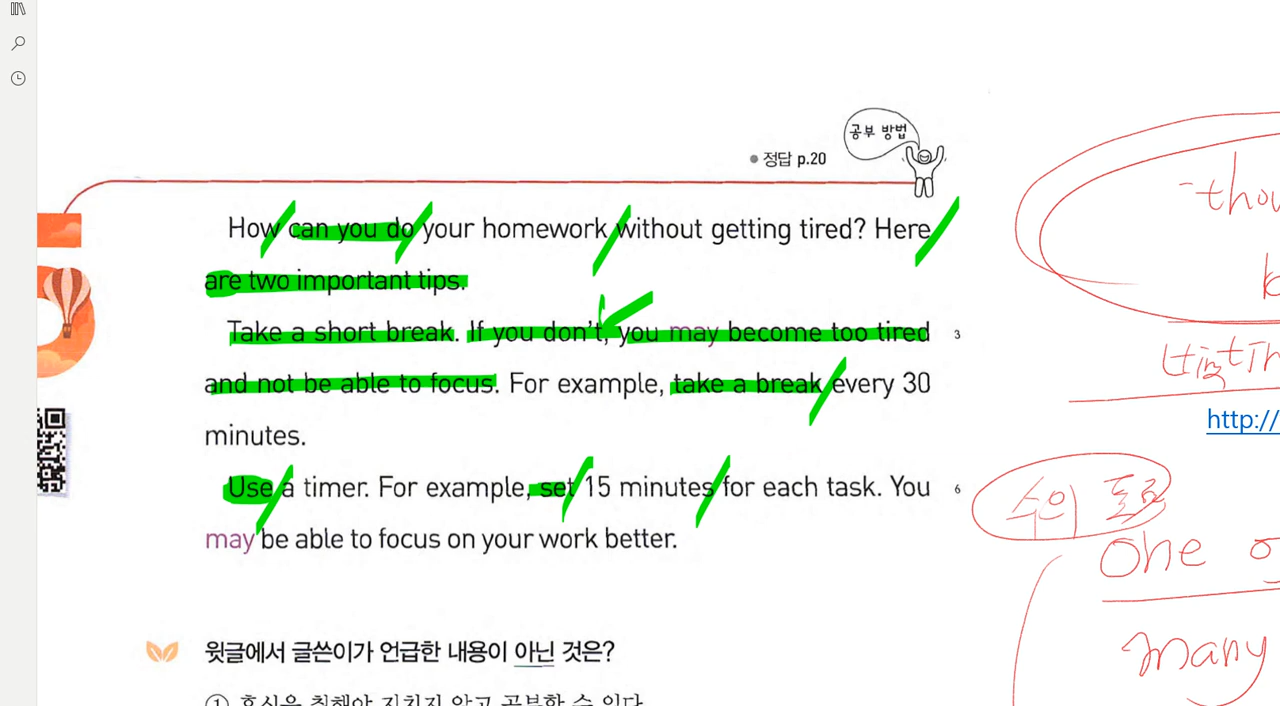 공부 방법
정답 p.20
How can you do your homework without getting tired? Here
are two important tips.
Take a short break. If you don't, you may become too tired
3
and not be able to focus. For example, take a break every 30
minutes.
Use a timer. For example, set 15 minutes for each task. You
6
may be able to focus on your work better.
윗글에서 글쓴이가 언급한 내용이 아닌 것은?
http://
one
many